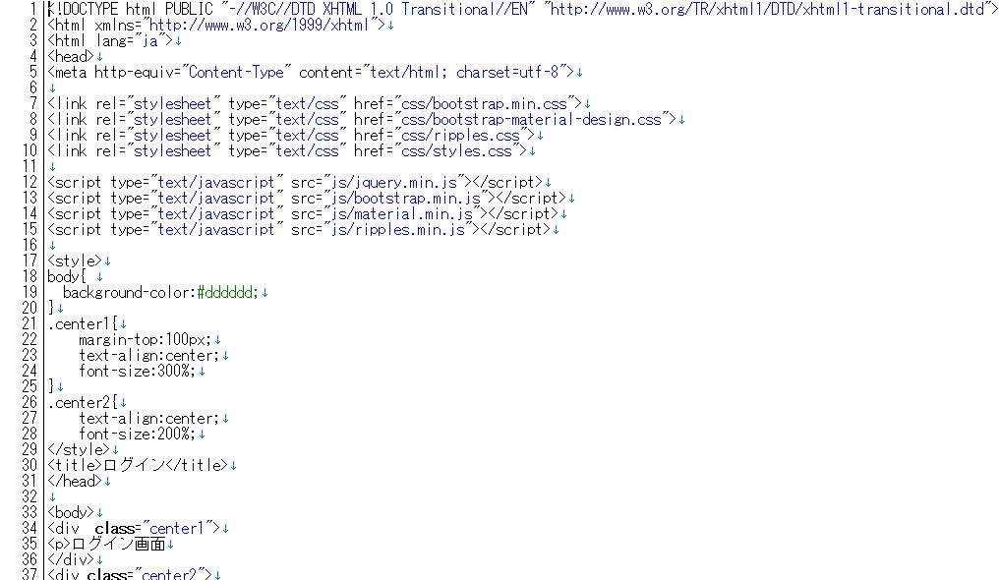 1 <!DOCTYPE html PUBLIC "-//W3C//DTD XHTML 1.0 Transitional//EN" "http://www.w3.org/TR/xhtml1/DTD/xhtml1-transitional.dtd">
2 <html xmlns="http://www.w3.org/1999/xhtml">↓
3 <html lang="ja">↓
4 <head>↓
5 <meta http-equiv="Content-Type" content="text/html; charset=utf-8">↓
6 ↓
7 <link rel="stylesheet" type="text/css" href="css/bootstrap.min.css">↓
8 <link rel="stylesheet" type="text/css" href="css/bootstrap-material-design.css">↓
9 <link rel="stylesheet" type="text/css" href="css/ripples.css">↓
10 <link rel="stylesheet" type="text/css" href="css/styles.css">↓
11 ↓
12 <script type="text/javascript" src="js/jquery.min.js"></script>↓
13 <script type="text/javascript" src="js/bootstrap.min.js"></script>↓
14 <script type="text/javascript" src="js/material.min.js"></script>↓
15 <script type="text/javascript" src="js/ripples.min.js"></script>↓
16 ↓
17 <style>↓
18 body{ ↓
19   background-color:#dddddd;↓
20 }↓
21 .center1{↓
22     margin-top:100px;↓
23     text-align:center;↓
24     font-size:300%;↓
25 }↓
26 .center2{↓
27     text-align:center;↓
28     font-size:200%;↓
29 </style>↓
30 <title>ログイン</title>↓
31 </head>↓
32 ↓
33 <body>↓
34 <div  class="center1">↓
35 <p>ログイン画面↓
36 </div>↓
37 <div class="center2">↓